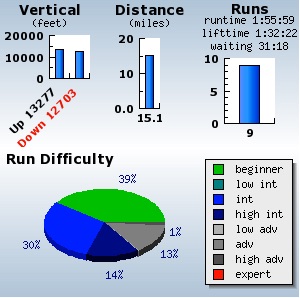 Vertical
(feet)
20000
10000
0
Up 13277
Down 12703
Distance
(miles)
20
10
0.0
15.1
Runs
runtime 1:55:59
lifttime 1:32:22
waiting 31:18
10
5
0
9
Run Difficulty
39%
30%
14%
13%
1%
beginner
low int
int
high int
low adv
adv
high adv
expert